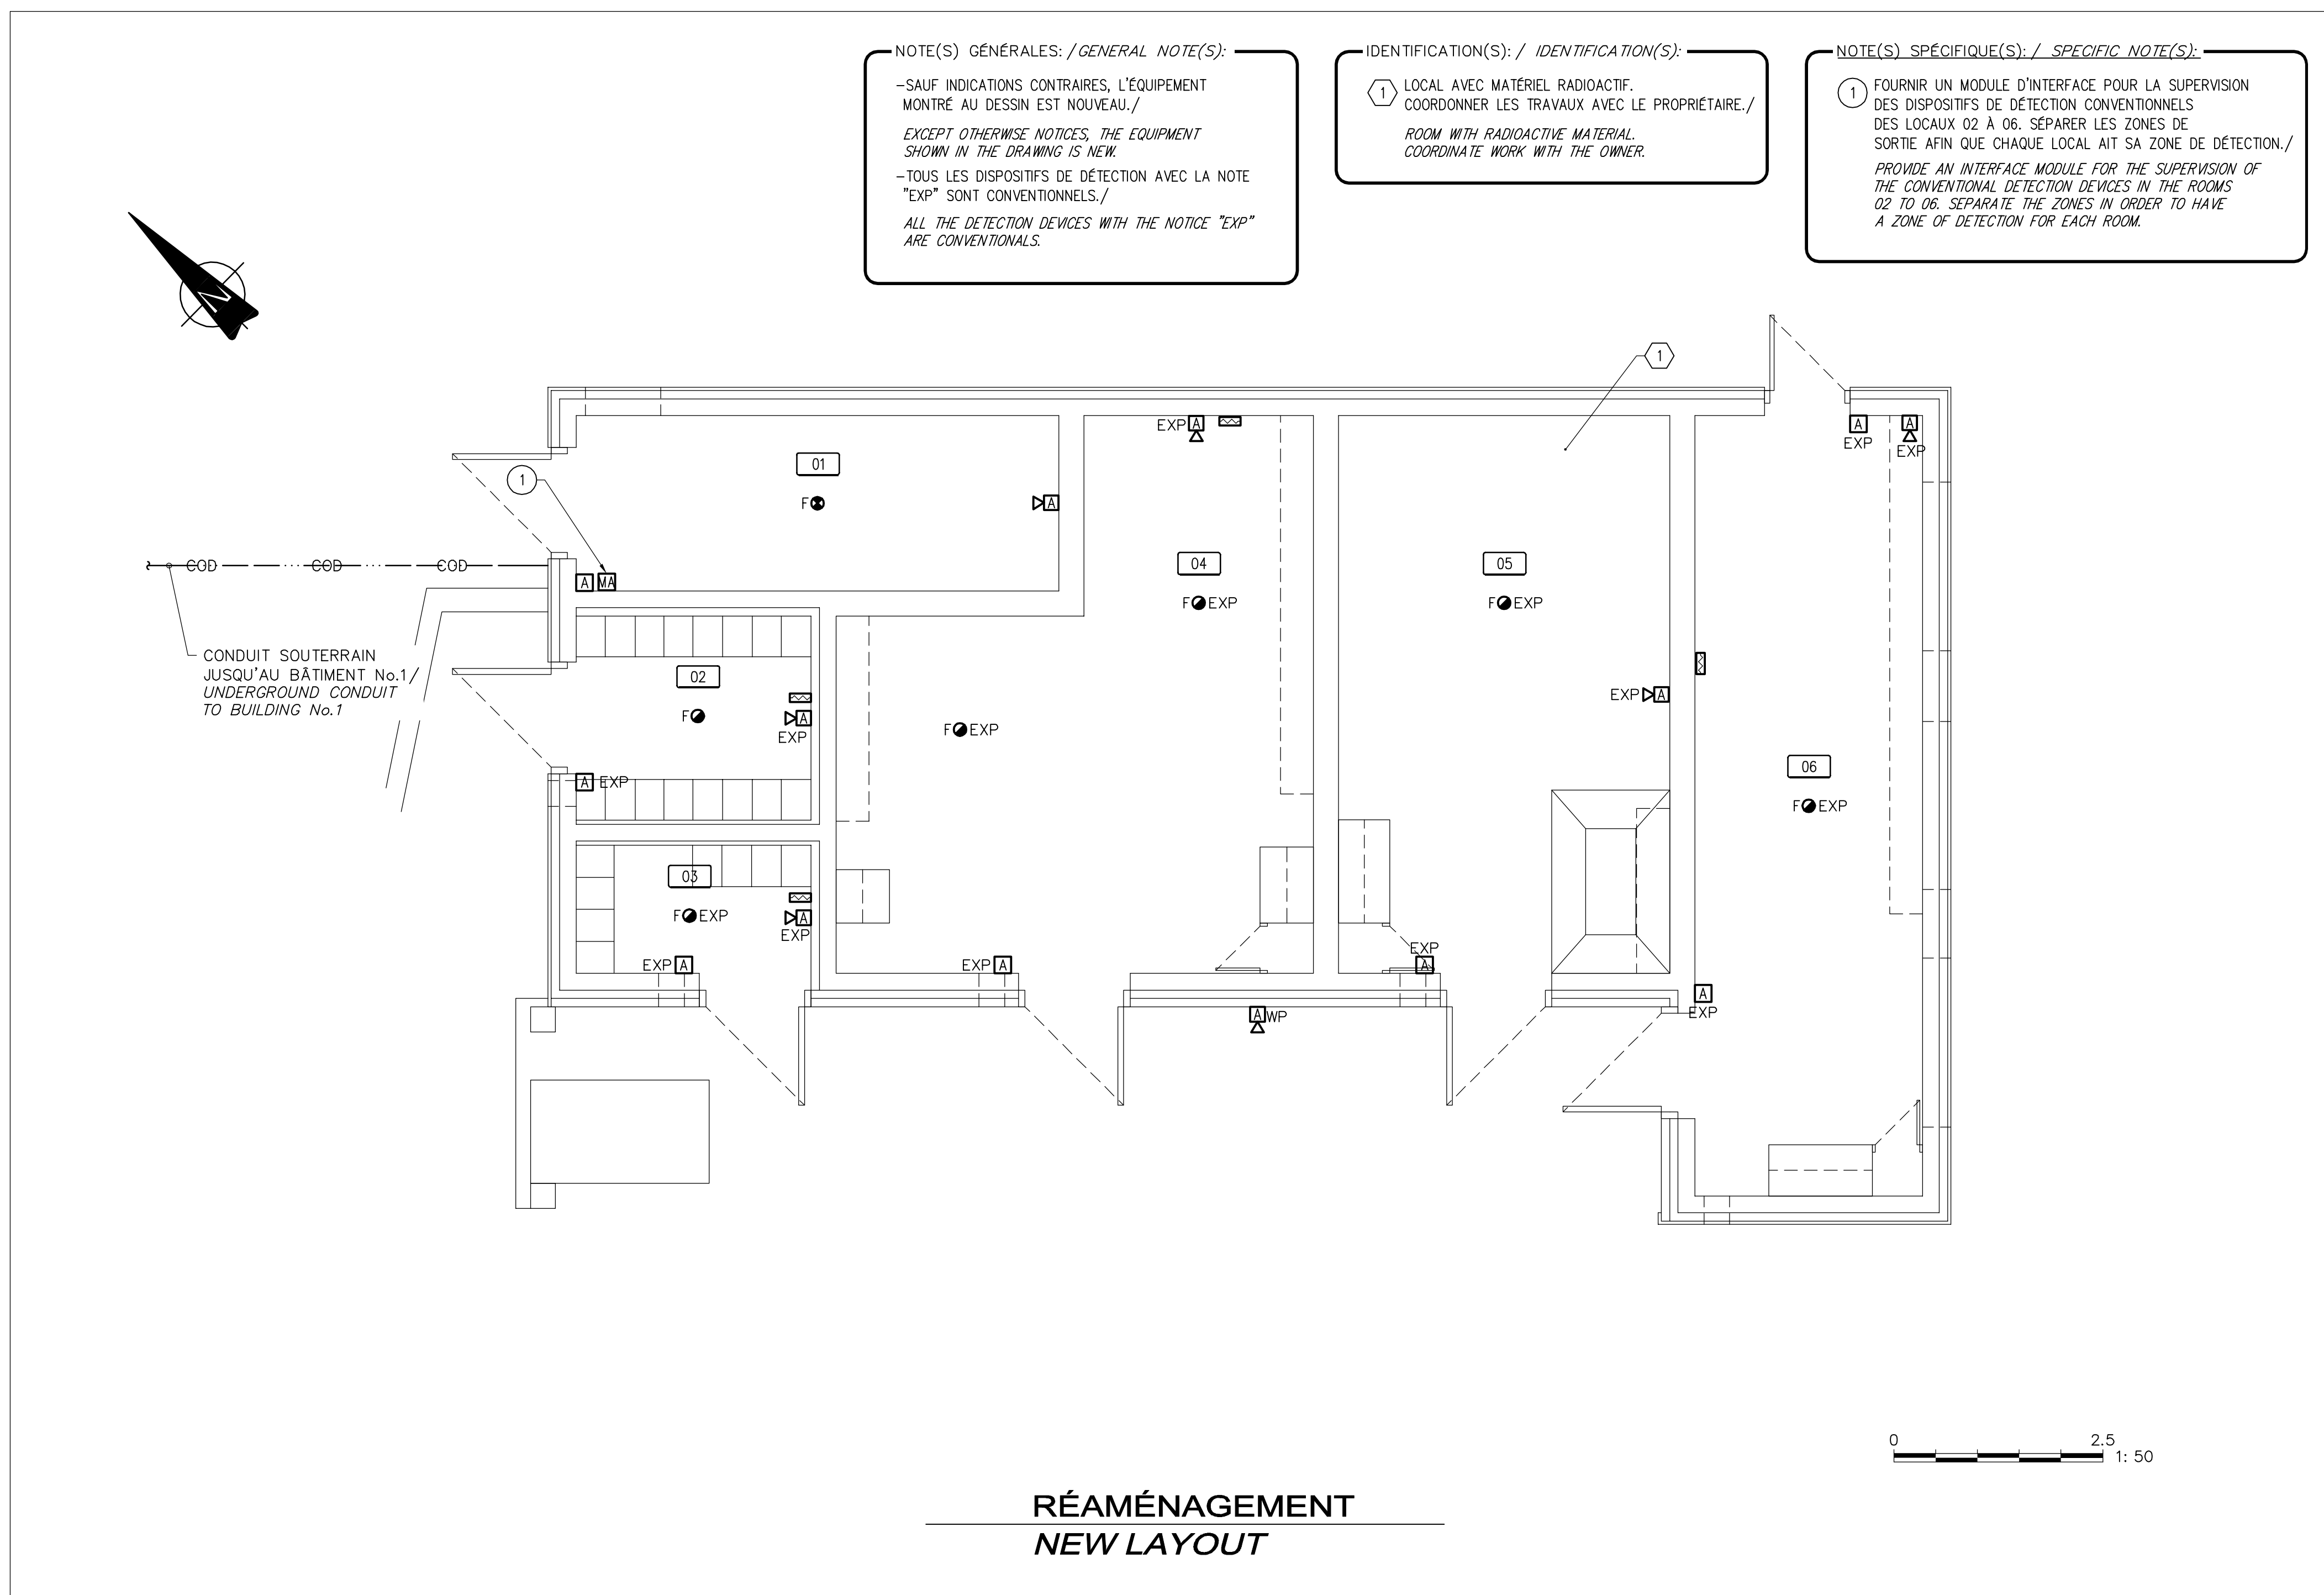 NOTE(S) GÉNÉRALES: / GENERAL NOTE(S):
-SAUF INDICATIONS CONTRAIRES, L'ÉQUIPEMENT
MONTRÉ AU DESSIN EST NOUVEAU./
EXCEPT OTHERWISE NOTICES, THE EQUIPMENT
SHOWN IN THE DRAWING IS NEW.
-TOUS LES DISPOSITIFS DE DÉTECTION AVEC LA NOTE
"EXP" SONT CONVENTIONNELS./
ALL THE DETECTION DEVICES WITH THE NOTICE "EXP"
ARE CONVENTIONALS.
IDENTIFICATION(S): / IDENTIFICATION(S):
1 LOCAL AVEC MATÉRIEL RADIOACTIF.
COORDONNER LES TRAVAUX AVEC LE PROPRIÉTAIRE./
ROOM WITH RADIOACTIVE MATERIAL.
COORDINATE WORK WITH THE OWNER.
NOTE(S) SPÉCIFIQUE(S): / SPECIFIC NOTE(S):
1 FOURNIR UN MODULE D'INTERFACE POUR LA SUPERVISION
DES DISPOSITIFS DE DÉTECTION CONVENTIONNELS
DES LOCAUX 02 À 06. SÉPARER LES ZONES DE
SORTIE AFIN QUE CHAQUE LOCAL AIT SA ZONE DE DÉTECTION./
PROVIDE AN INTERFACE MODULE FOR THE SUPERVISION OF
THE CONVENTIONAL DETECTION DEVICES IN THE ROOMS
02 TO 06. SEPARATE THE ZONES IN ORDER TO HAVE
A ZONE OF DETECTION FOR EACH ROOM.
N
1
EXP A
A
EXP
A
EXP
01
1
F
A
COD COD COD
A MA
04
05
F EXP
F EXP
CONDUIT SOUTERRAIN
JUSQU'AU BÂTIMENT No.1/
UNDERGROUND CONDUIT
TO BUILDING No.1
02
F
A
EXP
F EXP
EXP A
A EXP
06
F EXP
03
F EXP
A
EXP
EXP A
EXP A
EXP
A
A
EXP
A WP
0 2.5
1: 50
RÉAMÉNAGEMENT
NEW LAYOUT